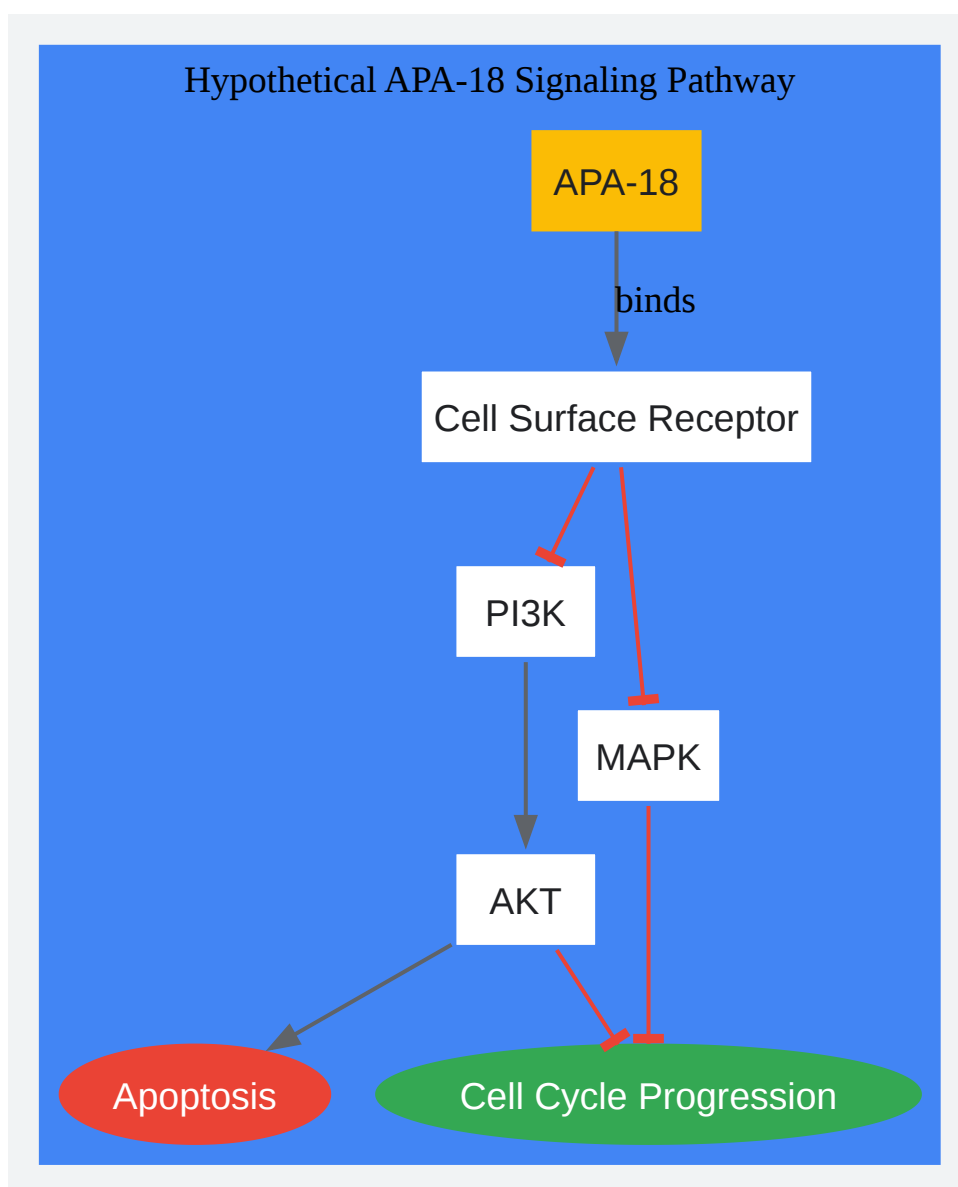 Hypothetical APA-18 Signaling Pathway
APA-18
binds
Cell Surface Receptor
PI3K
MAPK
AKT
Apoptosis
Cell Cycle Progression